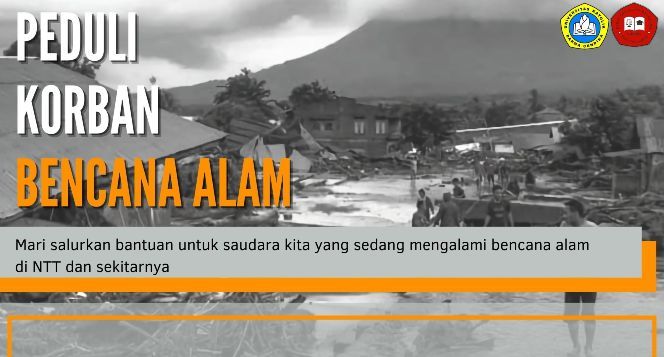 PEDULI
KORBAN
BENCANA ALAM
Mari salurkan bantuan untuk saudara kita yang sedang mengalami bencana alam
di NTT dan sekitarnya